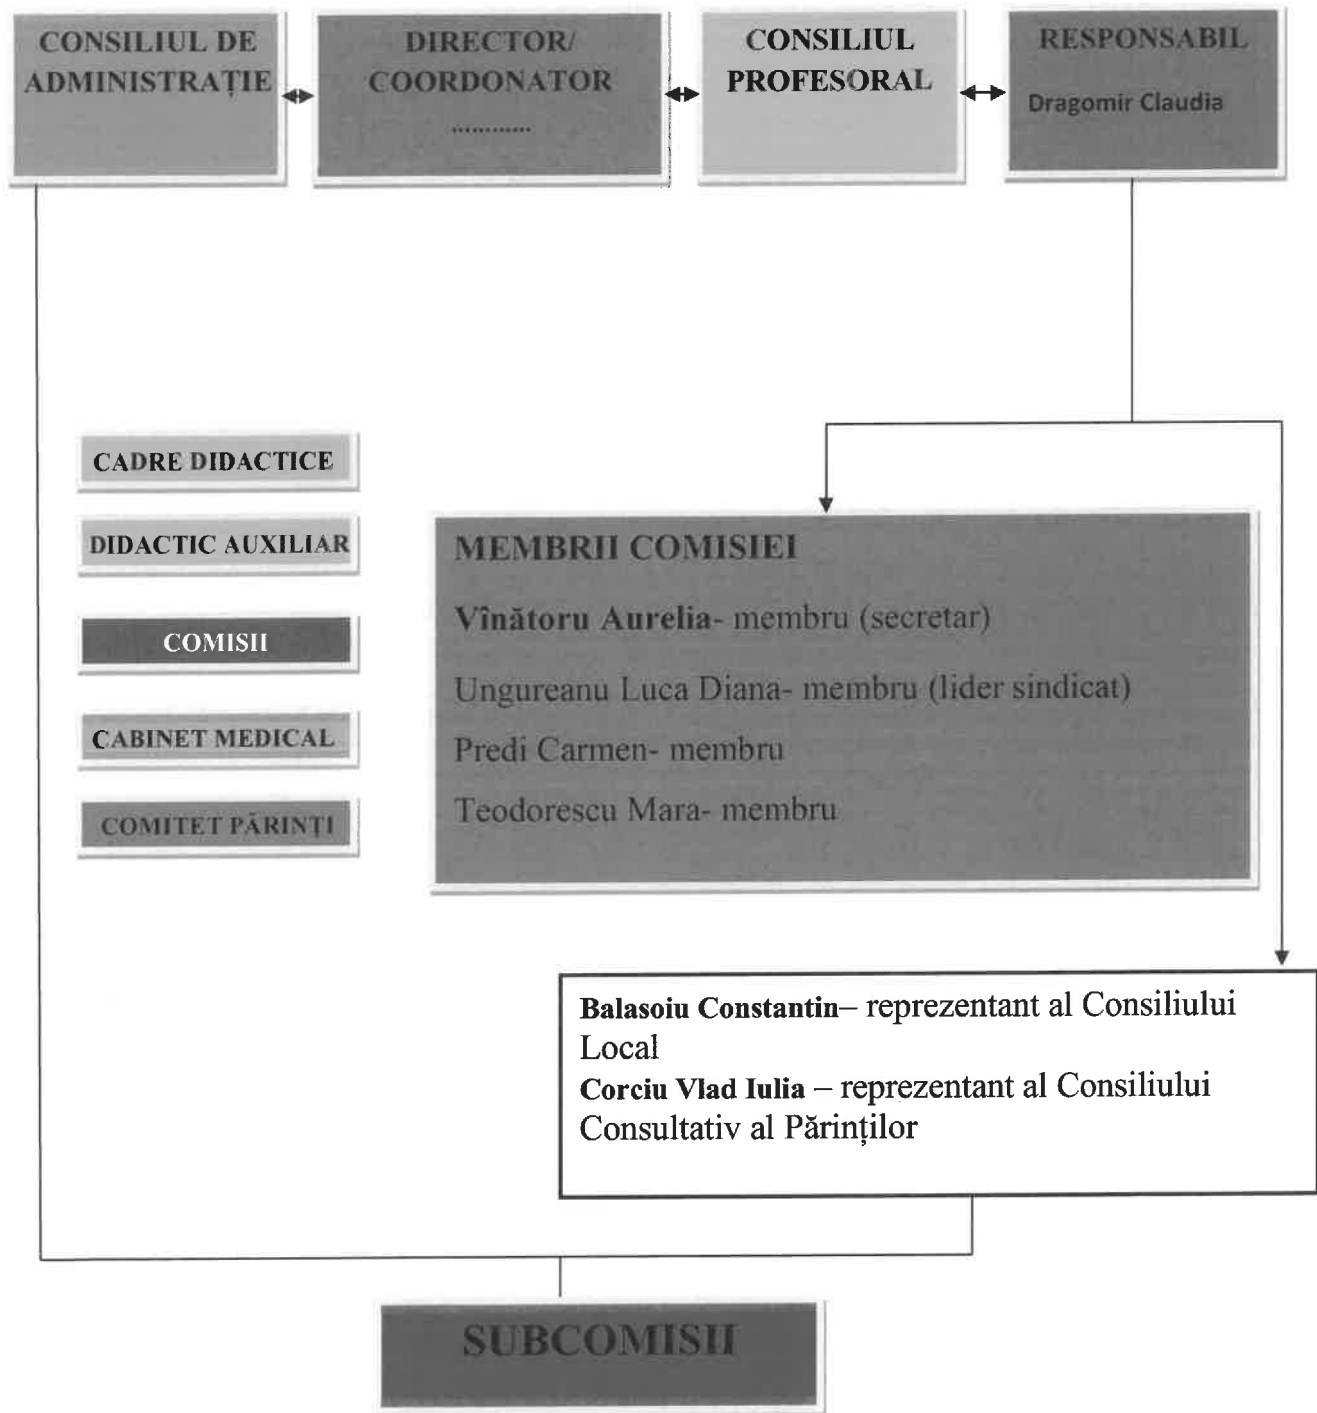 CONSILIUL DE
ADMINISTRAȚIE
DIRECTOR/
COORDONATOR
............
CONSILIUL
PROFESORAL
RESPONSABIL
Dragomir Claudia
CADRE DIDACTICE
DIDACTIC AUXILIAR
COMISII
CABINET MEDICAL
COMITET PĂRINȚI
MEMBRII COMISIEI
Vînătoru Aurelia- membru (secretar)
Ungureanu Luca Diana- membru (lider sindicat)
Predi Carmen- membru
Teodorescu Mara- membru
Balasoiu Constantin– reprezentant al Consiliului
Local
Corciu Vlad Iulia – reprezentant al Consiliului
Consultativ al Părinților
SUBCOMISII